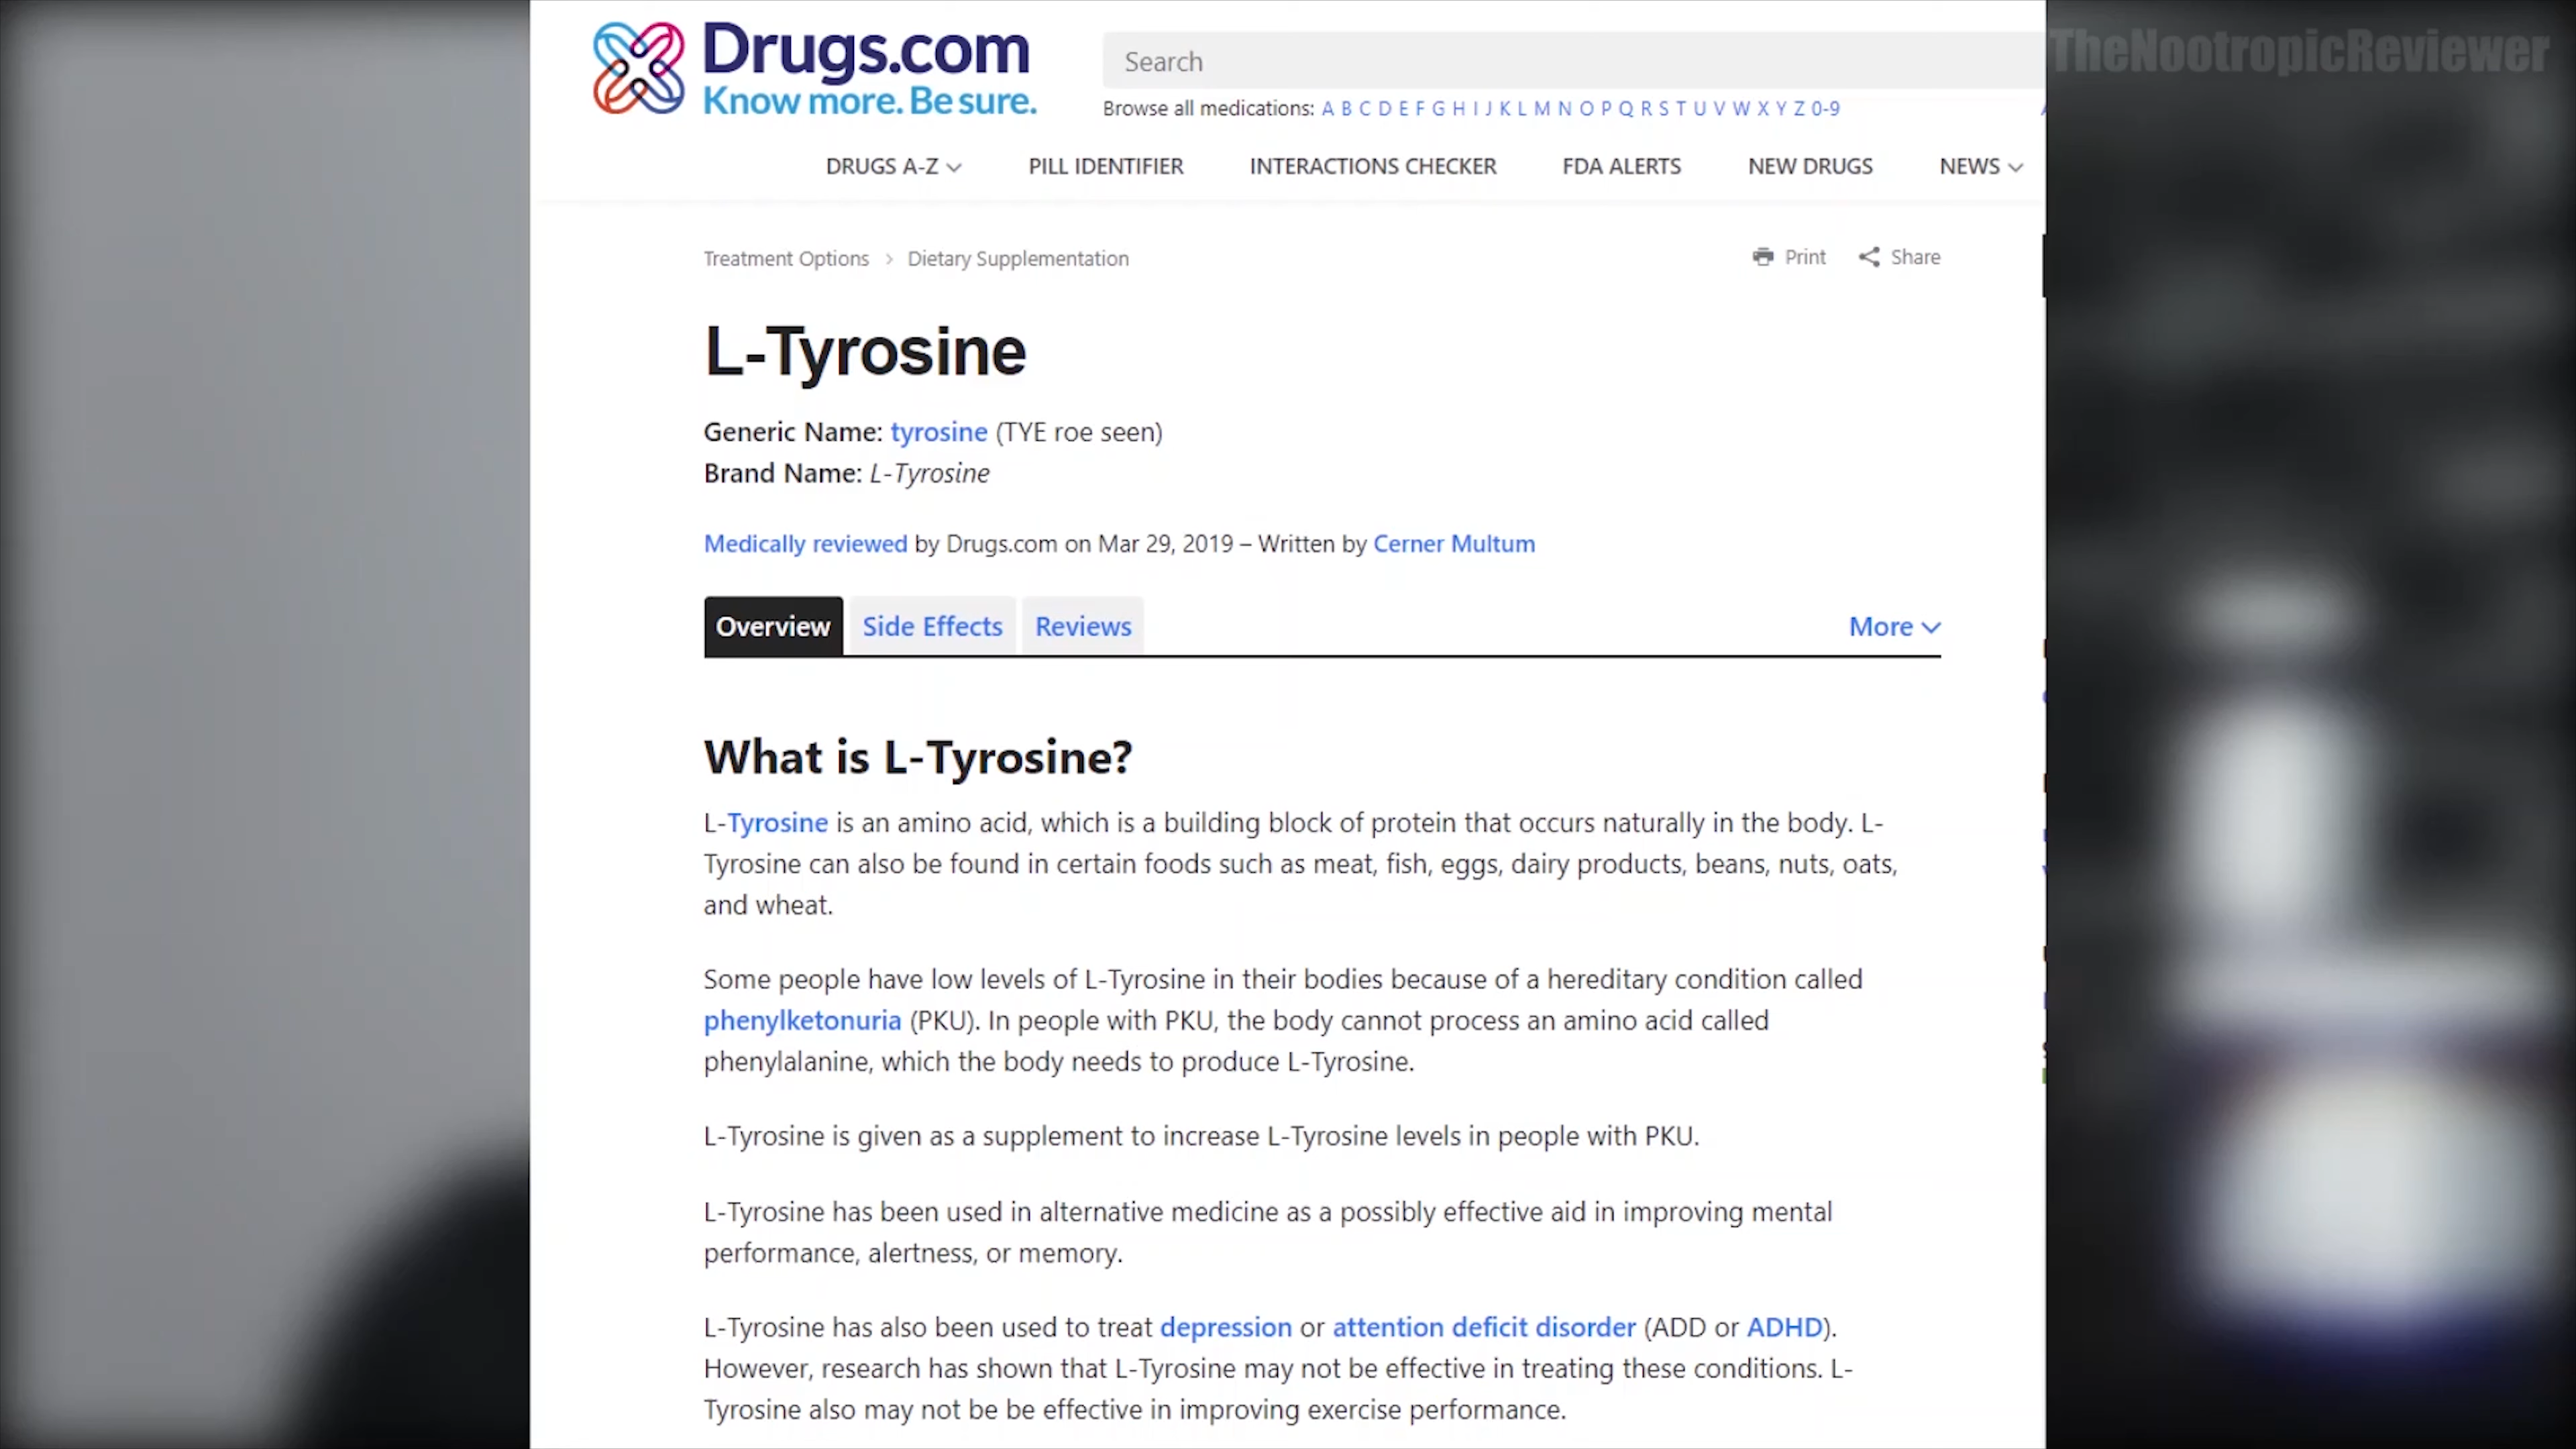 Drugs.com
Know more. Be sure.
Search
TheNootropicReviewer
Browse all medications: A B C D E F G H I J K L M N O P Q R S T U V W X Y Z 0-9
DRUGS A-Z
PILL IDENTIFIER
INTERACTIONS CHECKER
FDA ALERTS
NEW DRUGS
NEWS
Treatment Options > Dietary Supplementation
Print
Share
L-Tyrosine
Generic Name: tyrosine (TYE roe seen)
Brand Name: L-Tyrosine
Medically reviewed by Drugs.com on Mar 29, 2019 – Written by Cerner Multum
Overview
Side Effects
Reviews
More
What is L-Tyrosine?
L-Tyrosine is an amino acid, which is a building block of protein that occurs naturally in the body. L-
Tyrosine can also be found in certain foods such as meat, fish, eggs, dairy products, beans, nuts, oats,
and wheat.
Some people have low levels of L-Tyrosine in their bodies because of a hereditary condition called
phenylketonuria (PKU). In people with PKU, the body cannot process an amino acid called
phenylalanine, which the body needs to produce L-Tyrosine.
L-Tyrosine is given as a supplement to increase L-Tyrosine levels in people with PKU.
L-Tyrosine has been used in alternative medicine as a possibly effective aid in improving mental
performance, alertness, or memory.
L-Tyrosine has also been used to treat depression or attention deficit disorder (ADD or ADHD).
However, research has shown that L-Tyrosine may not be effective in treating these conditions. L-
Tyrosine also may not be be effective in improving exercise performance.